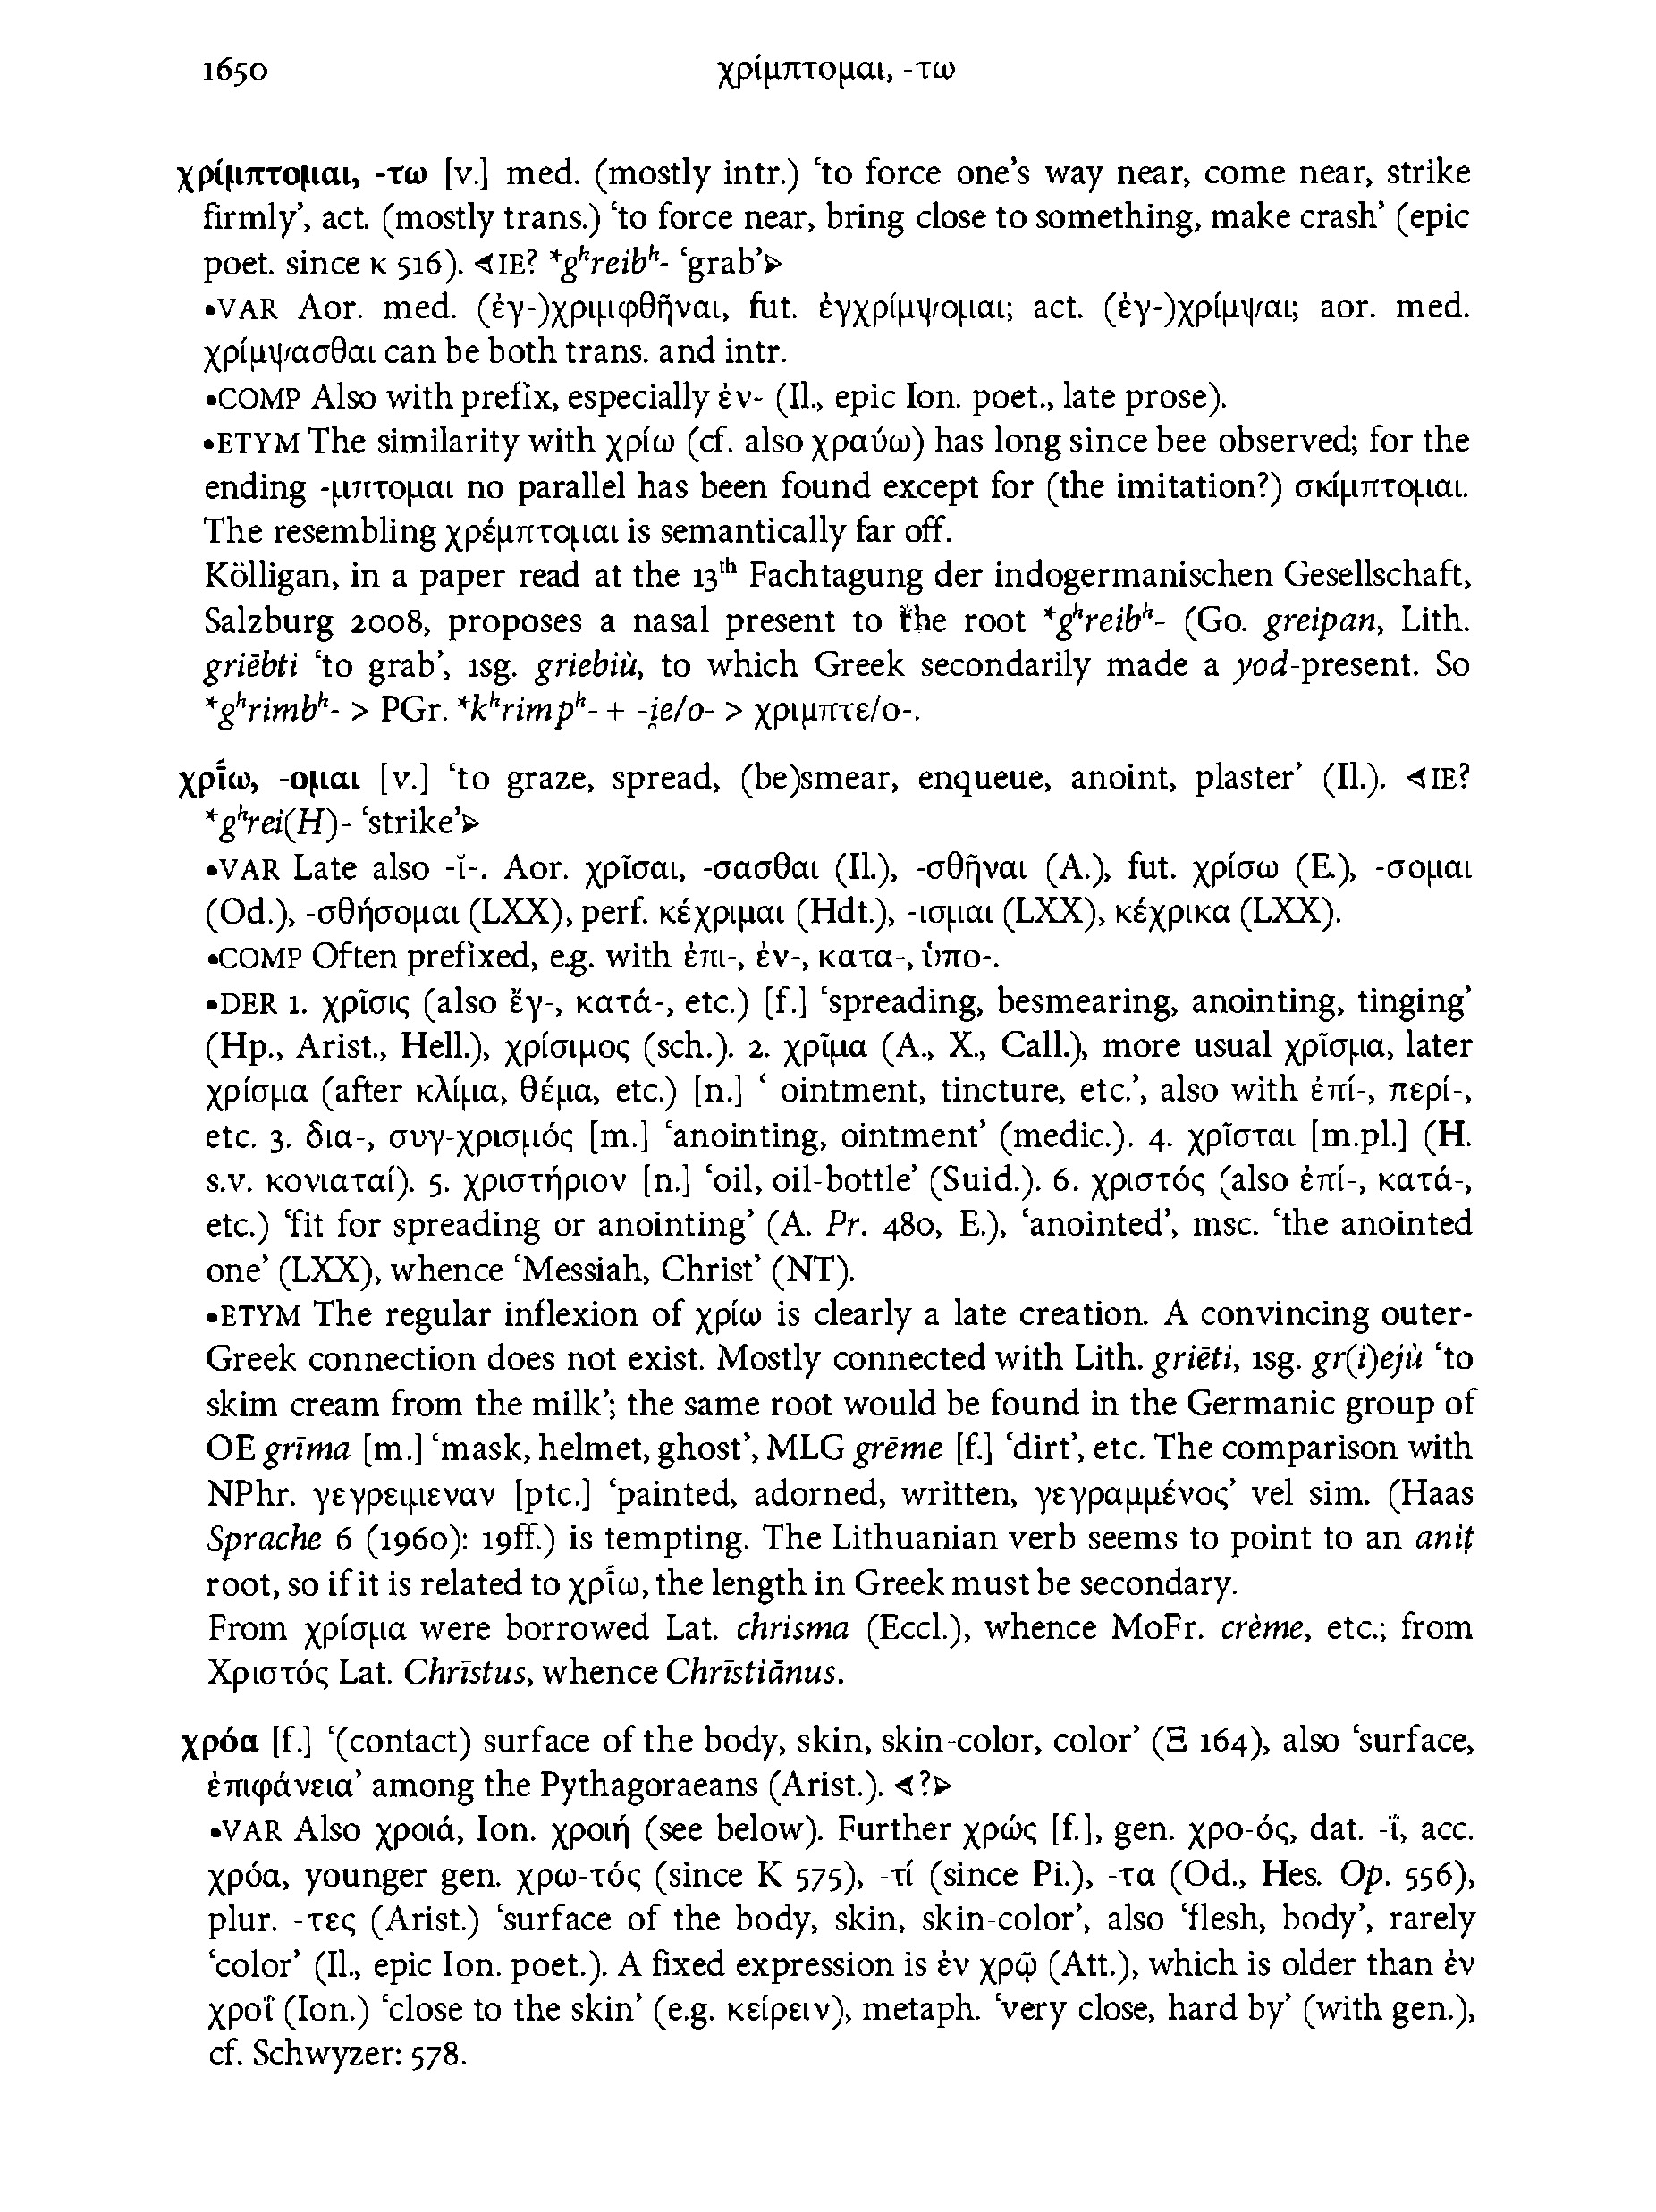 1650
χρίμπτομαι, -τω
χρίμπτομαι, -τω [v.] med. (mostly intr.) ‘to force one’s way near, come near, strike
firmly’, act. (mostly trans.) ‘to force near, bring close to something, make crash’ (epic
poet. since κ 516). ⋖IE? *gʰreibʰ- ‘grab’⋗
•VAR Aor. med. (ἐγ-)χριμφθῆναι, fut. ἐγχρίμψομαι; act. (ἐγ-)χρίμψαι; aor. med.
χρίμψασθαι can be both trans. and intr.
•COMP Also with prefix, especially ἐν- (Il., epic Ion. poet., late prose).
•ETYM The similarity with χρίω (cf. also χραύω) has long since bee observed; for the
ending -μπτομαι no parallel has been found except for (the imitation?) σκίμπτομαι.
The resembling χρέμπτομαι is semantically far off.
Kölligan, in a paper read at the 13th Fachtagung der indogermanischen Gesellschaft,
Salzburg 2008, proposes a nasal present to the root *gʰreibʰ- (Go. greipan, Lith.
griẽbti ‘to grab’, 1sg. griebiù, to which Greek secondarily made a yod-present. So
*gʰrimbʰ- > PGr. *kʰrimpʰ- + -i̯e/o- > χριμπτε/ο-.
χρῑ́ω, -ομαι [v.] ‘to graze, spread, (be)smear, enqueue, anoint, plaster’ (Il.). ⋖IE?
*gʰrei(H)- ‘strike’⋗
•VAR Late also -ῐ-. Aor. χρῖσαι, -σασθαι (Il.), -σθῆναι (A.), fut. χρίσω (E.), -σομαι
(Od.), -σθήσομαι (LXX), perf. κέχριμαι (Hdt.), -ισμαι (LXX), κέχρικα (LXX).
•COMP Often prefixed, e.g. with ἐπι-, ἐν-, κατα-, ὑπο-.
•DER 1. χρῖσις (also ἔγ-, κατά-, etc.) [f.] ‘spreading, besmearing, anointing, tinging’
(Hp., Arist., Hell.), χρίσιμος (sch.). 2. χρῖμα (A., X., Call.), more usual χρῖσμα, later
χρίσμα (after κλίμα, θέμα, etc.) [n.] ‘ ointment, tincture, etc.’, also with ἐπί-, περί-,
etc. 3. δια-, συγ-χρισμός [m.] ‘anointing, ointment’ (medic.). 4. χρῖσται [m.pl.] (H.
s.v. κονιαταί). 5. χριστήριον [n.] ‘oil, oil-bottle’ (Suid.). 6. χριστός (also ἐπί-, κατά-,
etc.) ‘fit for spreading or anointing’ (A. Pr. 480, E.), ‘anointed’, msc. ‘the anointed
one’ (LXX), whence ‘Messiah, Christ’ (NT).
•ETYM The regular inflexion of χρίω is clearly a late creation. A convincing outer-
Greek connection does not exist. Mostly connected with Lith. griẽti, 1sg. gr(i)ejù ‘to
skim cream from the milk’; the same root would be found in the Germanic group of
OE grīma [m.] ‘mask, helmet, ghost’, MLG grēme [f.] ‘dirt’, etc. The comparison with
NPhr. γεγρειμεναν [ptc.] ‘painted, adorned, written, γεγραμμένος’ vel sim. (Haas
Sprache 6 (1960): 19ff.) is tempting. The Lithuanian verb seems to point to an aniṭ
root, so if it is related to χρῑ́ω, the length in Greek must be secondary.
From χρίσμα were borrowed Lat. chrisma (Eccl.), whence MoFr. crème, etc.; from
Χριστός Lat. Chrīstus, whence Chrīstiānus.
χρόα [f.] ‘(contact) surface of the body, skin, skin-color, color’ (Ξ 164), also ‘surface,
ἐπιφάνεια’ among the Pythagoraeans (Arist.). ⋖?⋗
•VAR Also χροιά, Ion. χροιή (see below). Further χρώς [f.], gen. χρο-ός, dat. -ΐ, acc.
χρόα, younger gen. χρω-τός (since K 575), -τί (since Pi.), -τα (Od., Hes. Op. 556),
plur. -τες (Arist.) ‘surface of the body, skin, skin-color’, also ‘flesh, body’, rarely
‘color’ (Il., epic Ion. poet.). A fixed expression is ἐν χρῷ (Att.), which is older than ἐν
χροΐ (Ion.) ‘close to the skin’ (e.g. κείρειν), metaph. ‘very close, hard by’ (with gen.),
cf. Schwyzer: 578.